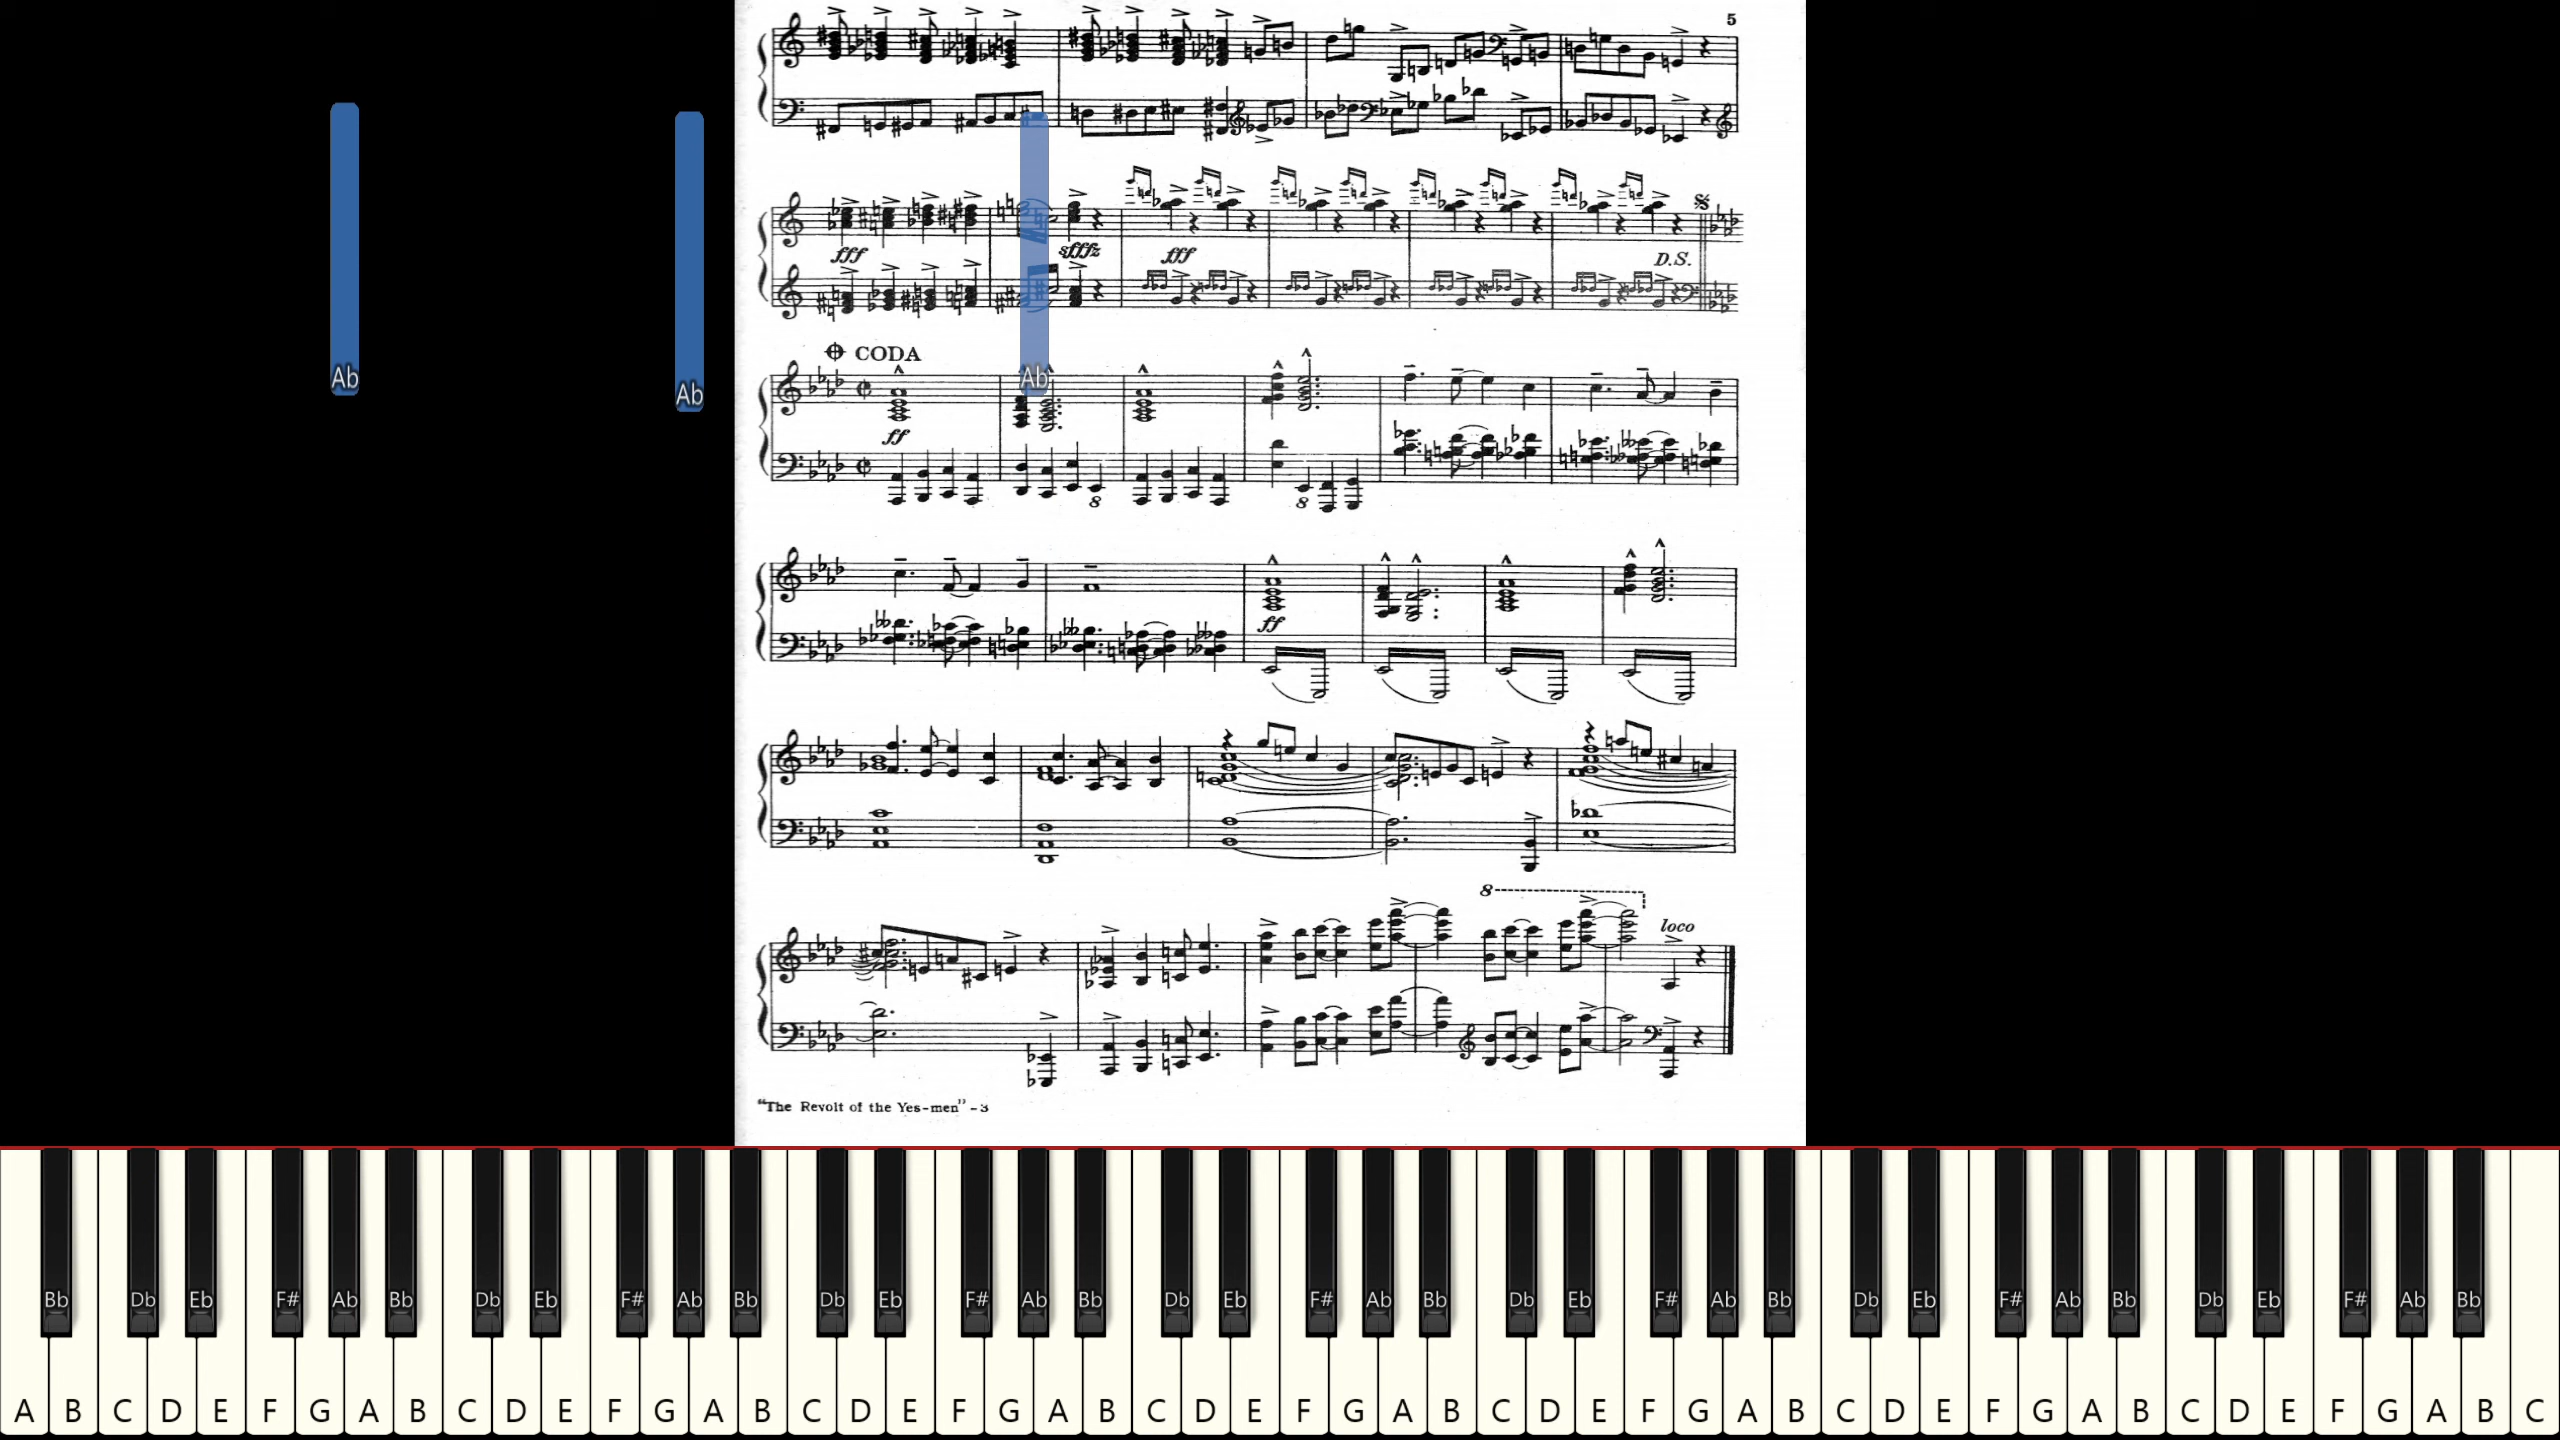 5
fff
sfffz
fff
D.S.
Ab
Ab
Ab
CODA
ff
8
8
ff
8
loco
"The Revolt of the Yes-men" - 3
Bb Db Eb F# Ab Bb Db Eb F# Ab Bb Db Eb F# Ab Bb Db Eb F# Ab Bb Db Eb F# Ab Bb Db Eb F# Ab Bb Db Eb F# Ab Bb
A B C D E F G A B C D E F G A B C D E F G A B C D E F G A B C D E F G A B C D E F G A B C D E F G A B C